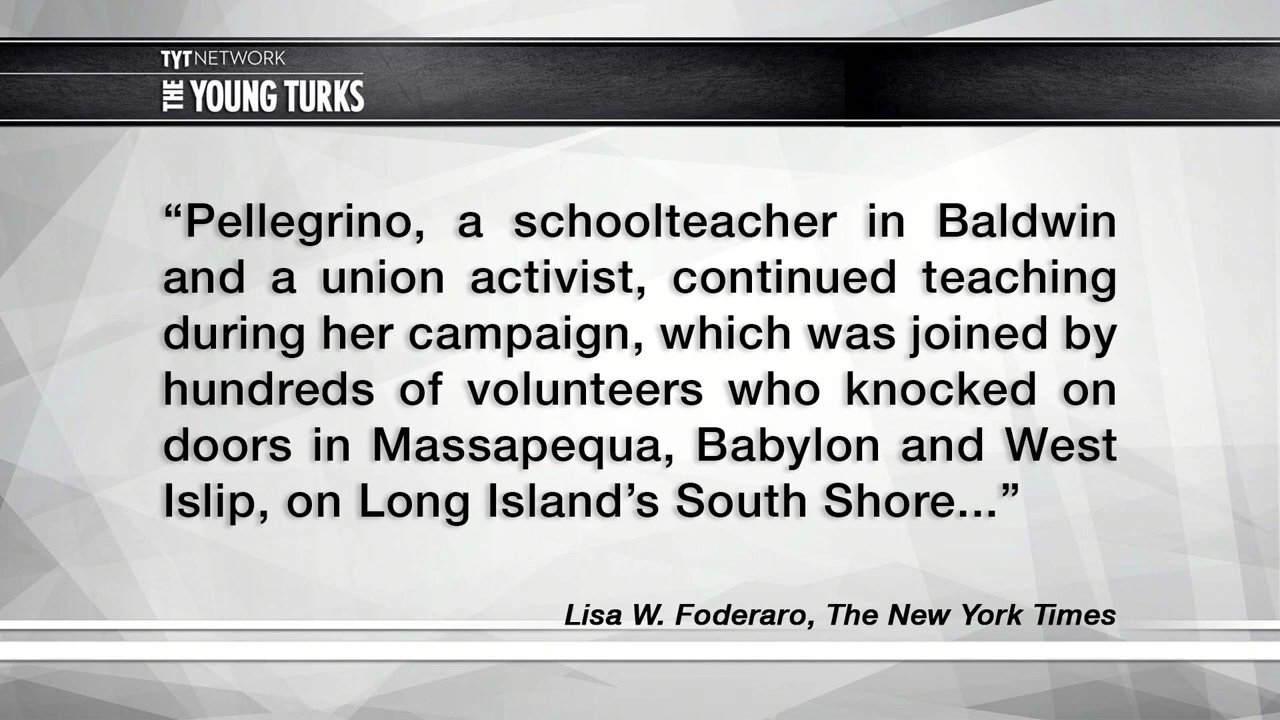 TYT NETWORK
THE YOUNG TURKS
“Pellegrino, a schoolteacher in Baldwin
and a union activist, continued teaching
during her campaign, which was joined by
hundreds of volunteers who knocked on
doors in Massapequa, Babylon and West
Islip, on Long Island’s South Shore...”
Lisa W. Foderaro, The New York Times